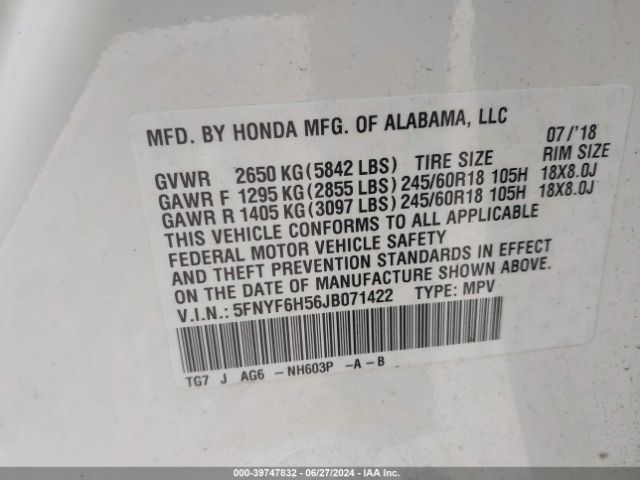 MFD. BY HONDA MFG. OF ALABAMA, LLC 07/'18
GVWR 2650 KG(5842 LBS) TIRE SIZE RIM SIZE
GAWR F 1295 KG(2855 LBS)245/60R18 105H 18X8.0J
GAWR R 1405 KG(3097 LBS)245/60R18 105H 18X8.0J
THIS VEHICLE CONFORMS TO ALL APPLICABLE
FEDERAL MOTOR VEHICLE SAFETY
AND THEFT PREVENTION STANDARDS IN EFFECT
ON THE DATE OF MANUFACTURE SHOWN ABOVE.
V.I.N.: 5FNYF6H56JB071422 TYPE: MPV
TG7 J AG6 -NH603P -A-B
© COPART 39747832 - 06/27/2024 - IAA Inc.